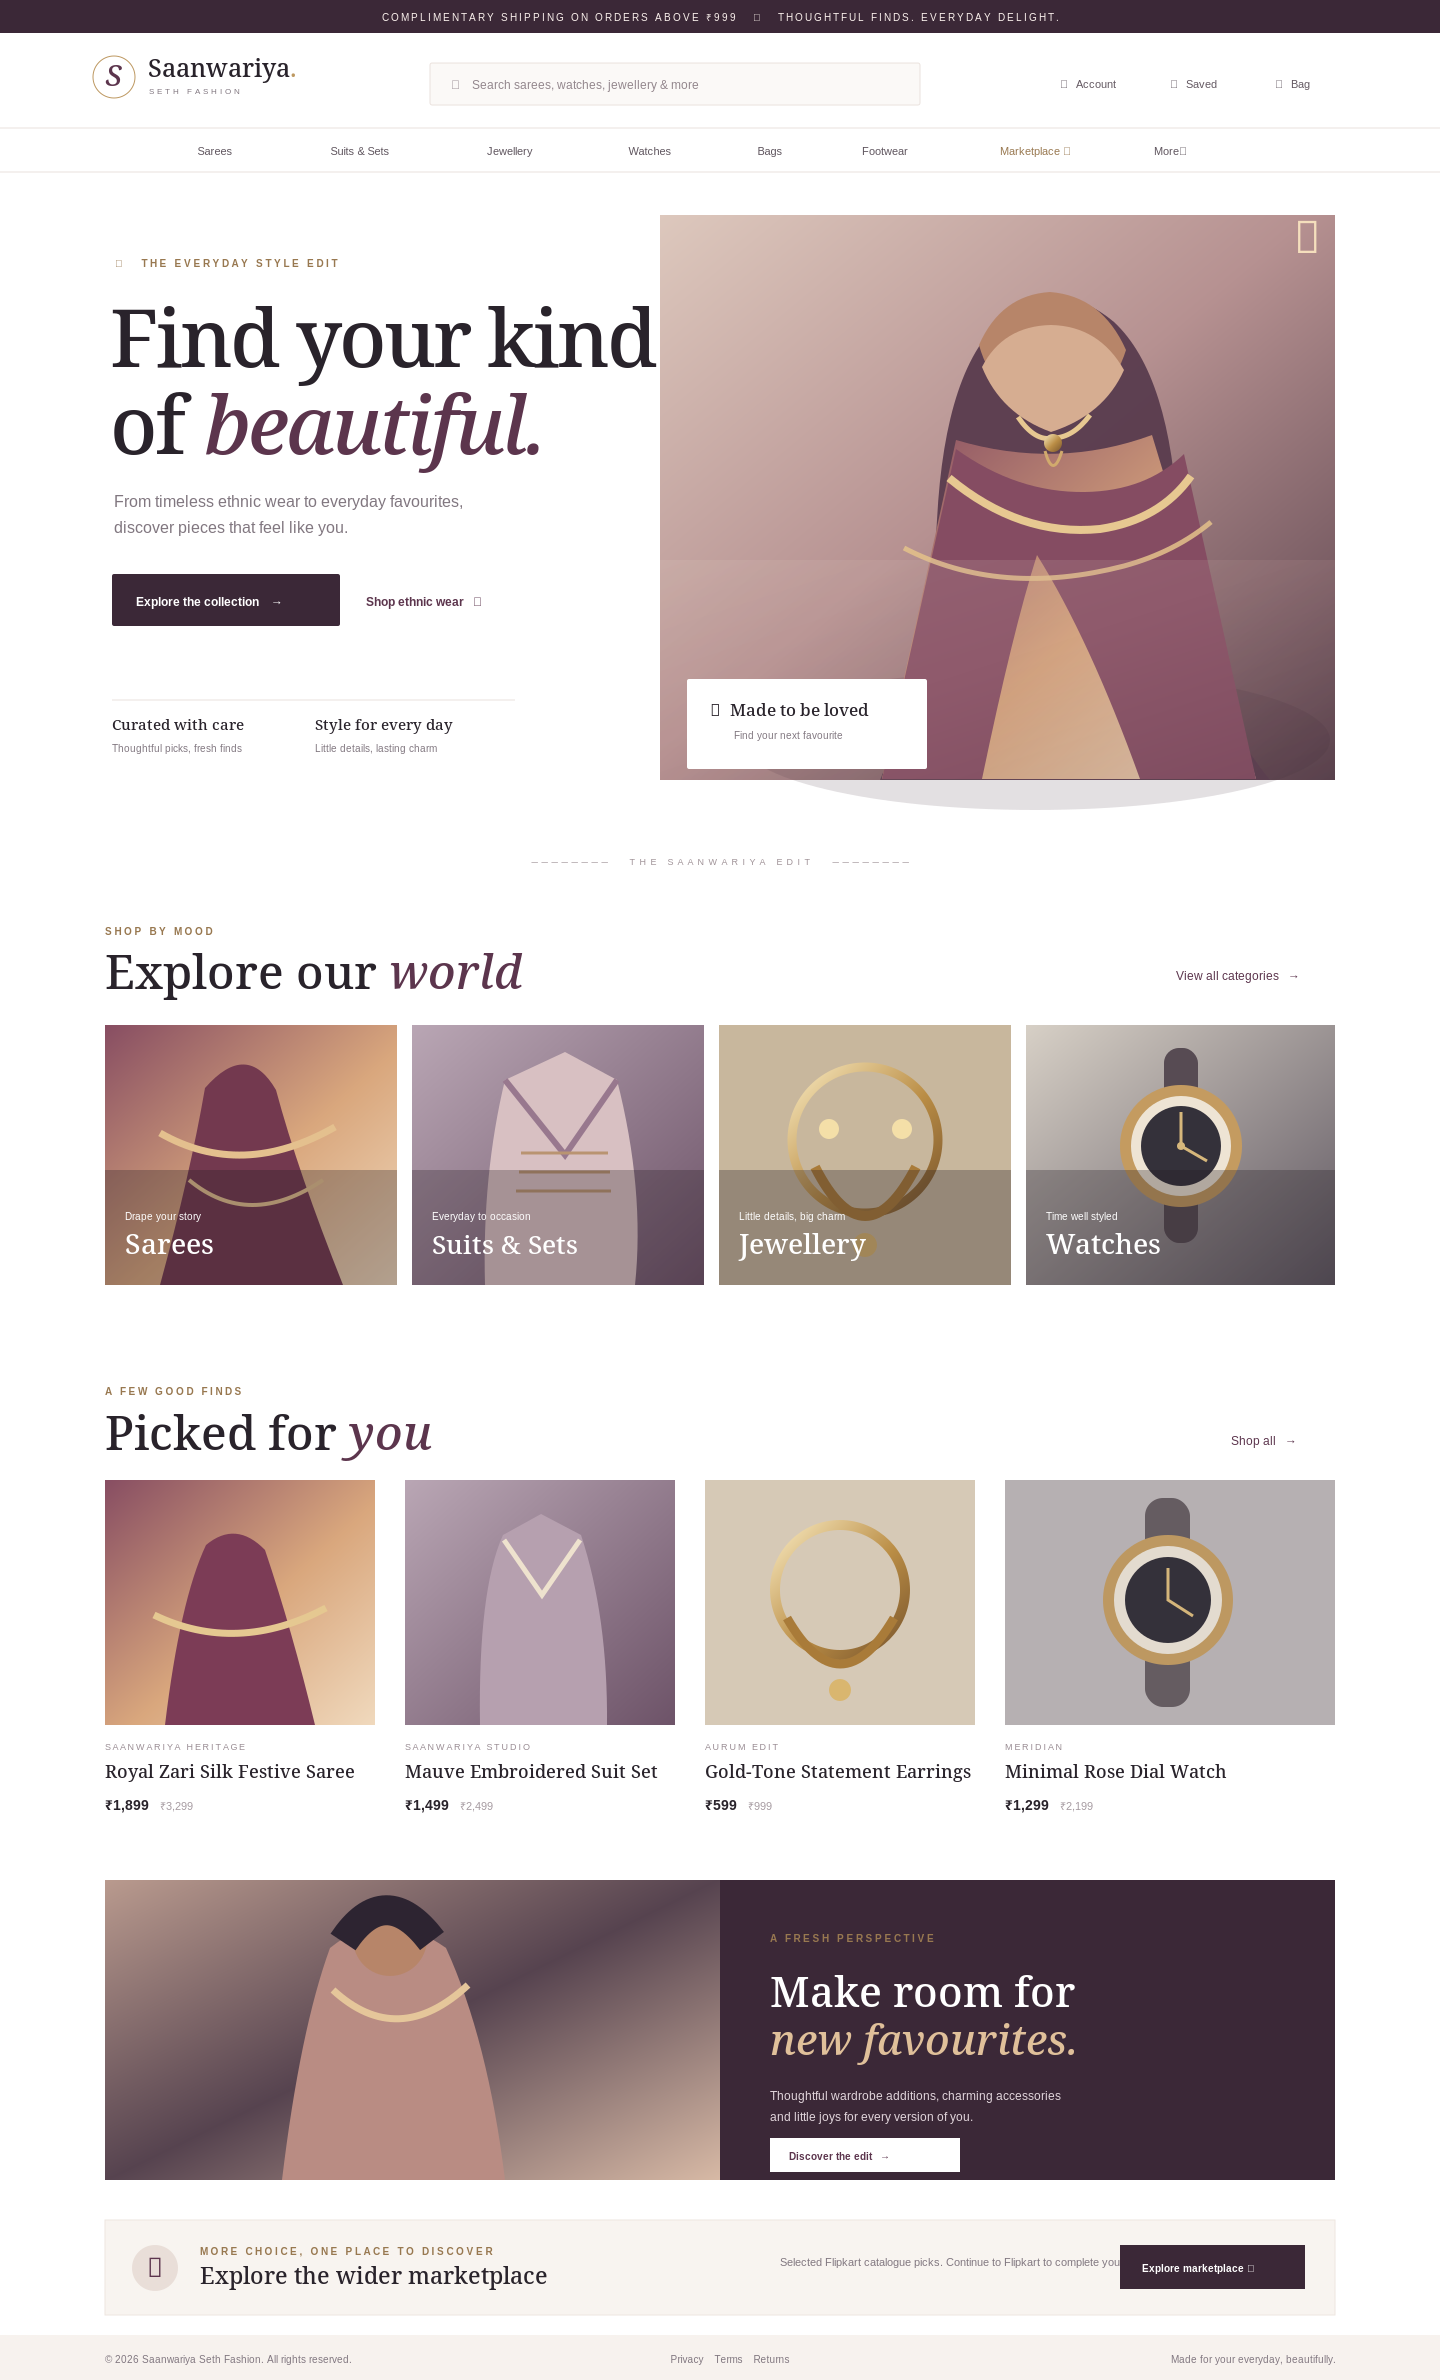 COMPLIMENTARY SHIPPING ON ORDERS ABOVE ₹999 THOUGHTFUL FINDS. EVERYDAY DELIGHT.
S Saanwariya.
SETH FASHION
Search sarees, watches, jewellery & more
Account Saved Bag
Sarees Suits & Sets Jewellery Watches Bags Footwear Marketplace More
THE EVERYDAY STYLE EDIT
Find your kind
of beautiful.
From timeless ethnic wear to everyday favourites,
discover pieces that feel like you.
Explore the collection → Shop ethnic wear
Curated with care Style for every day
Thoughtful picks, fresh finds Little details, lasting charm
Made to be loved
Find your next favourite
THE SAANWARIYA EDIT
SHOP BY MOOD
Explore our world
View all categories →
Drape your story
Sarees
Everyday to occasion
Suits & Sets
Little details, big charm
Jewellery
Time well styled
Watches
A FEW GOOD FINDS
Picked for you
Shop all →
SAANWARIYA HERITAGE
Royal Zari Silk Festive Saree
₹1,899 ₹3,299
SAANWARIYA STUDIO
Mauve Embroidered Suit Set
₹1,499 ₹2,499
AURUM EDIT
Gold-Tone Statement Earrings
₹599 ₹999
MERIDIAN
Minimal Rose Dial Watch
₹1,299 ₹2,199
A FRESH PERSPECTIVE
Make room for
new favourites.
Thoughtful wardrobe additions, charming accessories
and little joys for every version of you.
Discover the edit →
MORE CHOICE, ONE PLACE TO DISCOVER
Explore the wider marketplace
Selected Flipkart catalogue picks. Continue to Flipkart to complete you
Explore marketplace
© 2026 Saanwariya Seth Fashion. All rights reserved. Privacy Terms Returns Made for your everyday, beautifully.